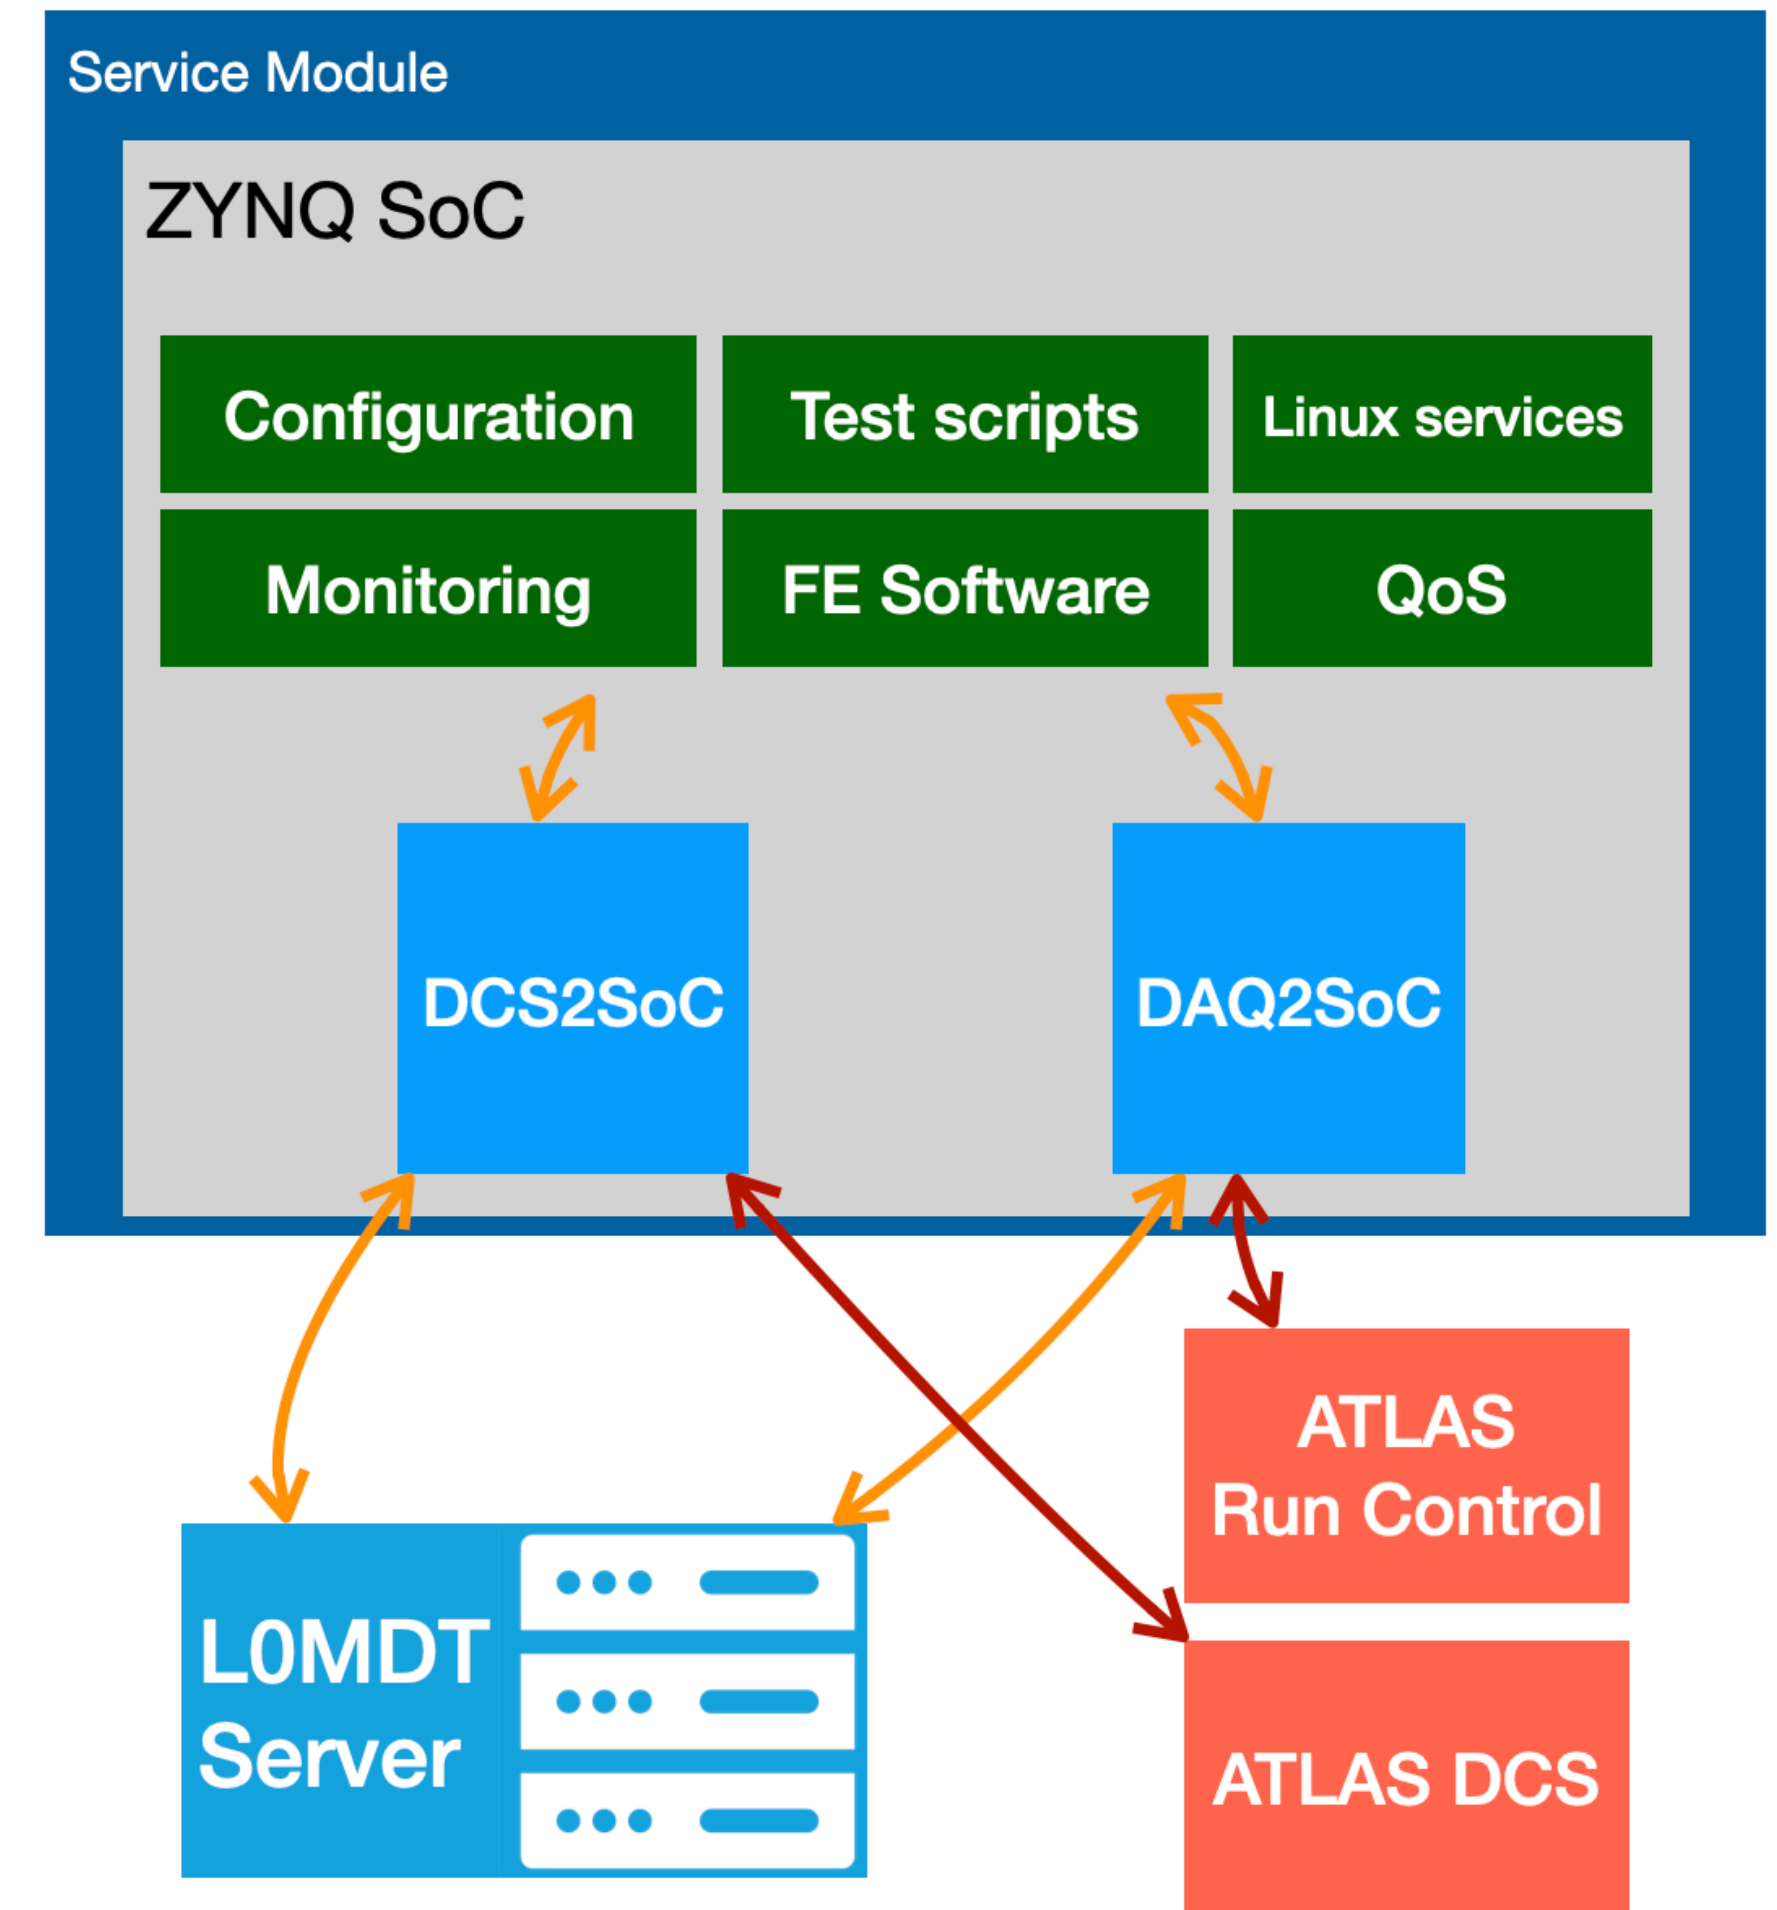 Service Module
ZYNQ SoC
Configuration
Test scripts
Linux services
Monitoring
FE Software
QoS
DCS2SoC
DAQ2SoC
ATLAS
Run Control
L0MDT
Server
ATLAS DCS